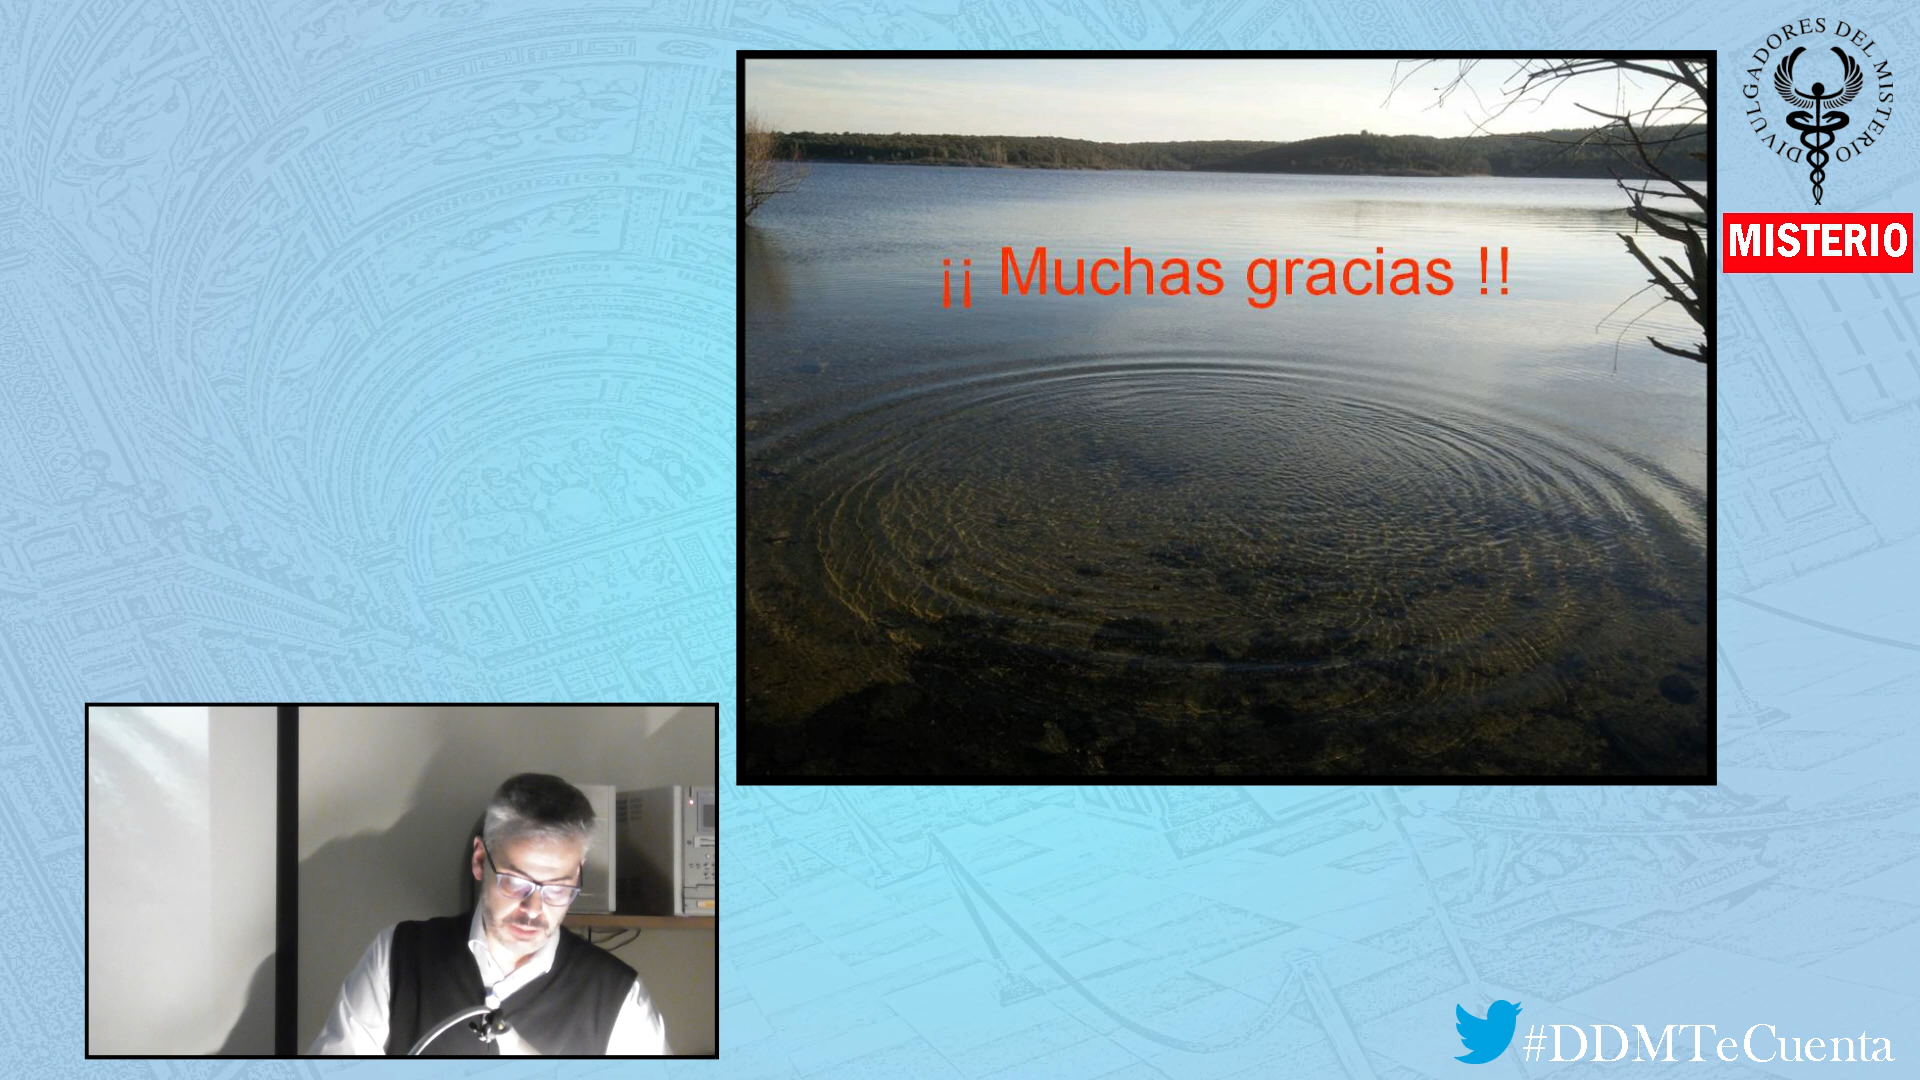 DIVULGADORES DEL MISTERIO
MISTERIO
¡¡ Muchas gracias !!
#DDMTeCuenta